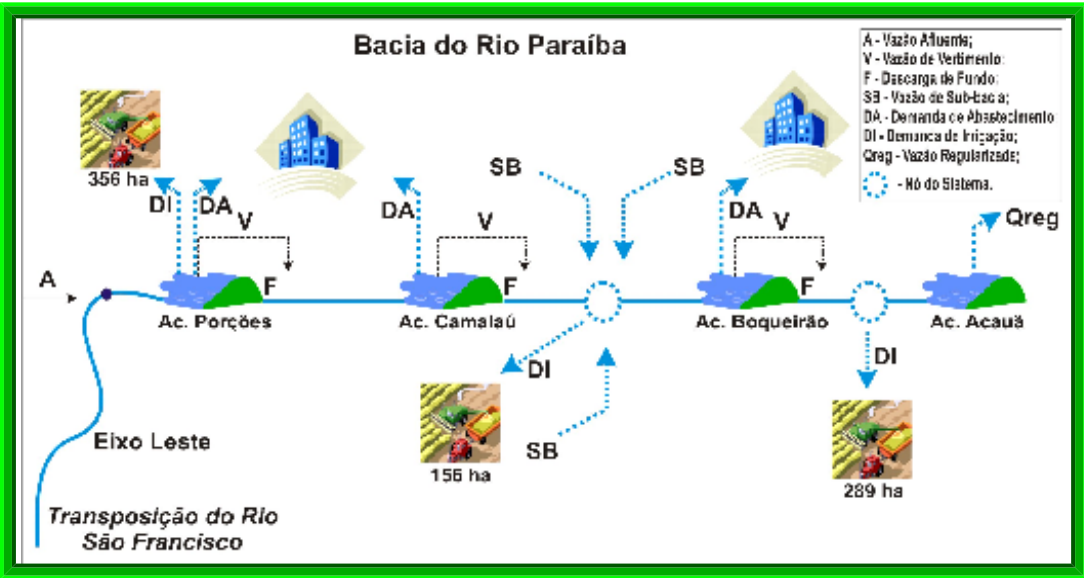 Bacia do Rio Paraíba
A - Vazão Afluente;
V - Vazão de Vertimento;
F - Descarga de Fundo;
SB - Vazão de Sub-bacia;
DA - Demanda de Abastecimento
DI - Demanda de Irrigação;
Qreg - Vazão Regularizada;
- Nó do Sistema.
356 ha
DI
DA
V
DA
V
SB
SB
DA
V
Qreg
A
F
F
F
Ac. Porções
Ac. Camalaú
Ac. Boqueirão
Ac. Acauã
DI
DI
SB
Eixo Leste
156 ha
289 ha
Transposição do Rio
São Francisco